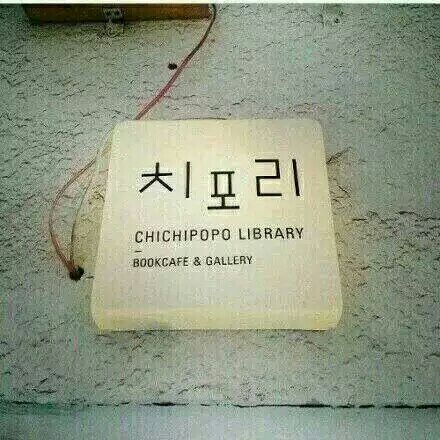 치포리
CHICHIPOPO LIBRARY
BOOKCAFE & GALLERY